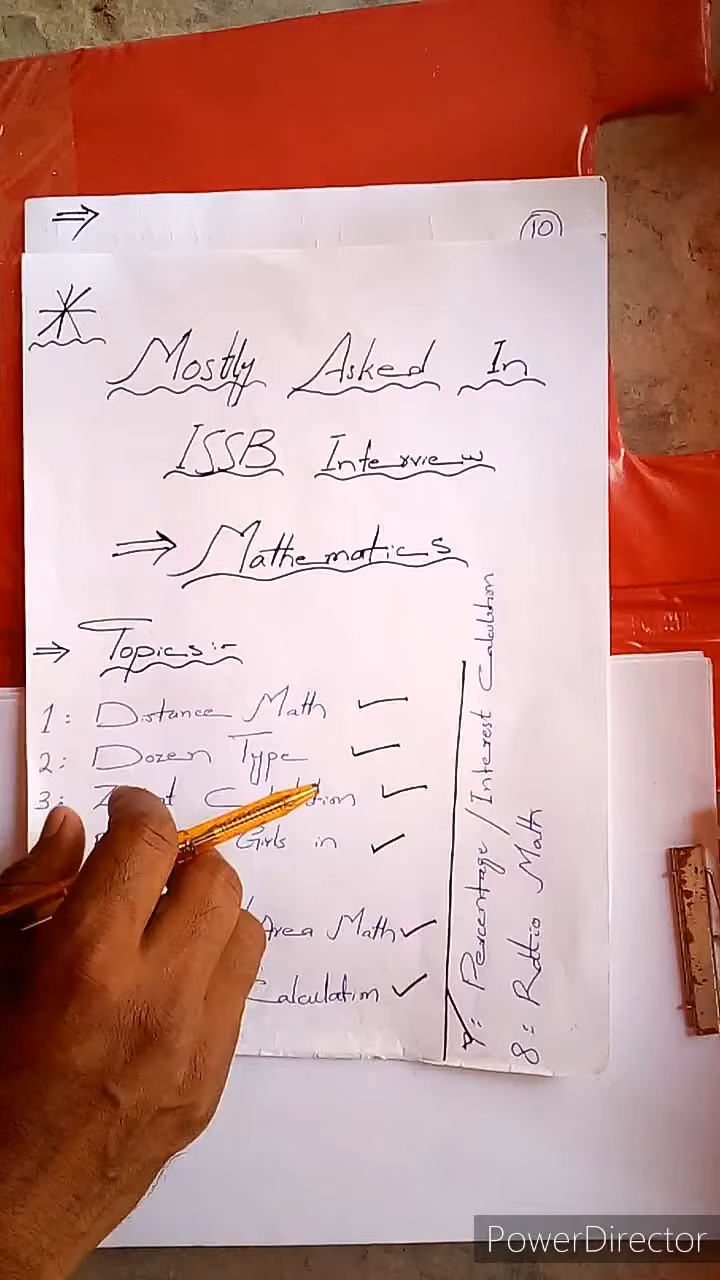 ⇒ 10
Mostly Asked In
ISSB Interview
⇒ Mathematics
⇒ Topics:-
1: Distance Math ✓
2: Dozen Type ✓
3: ✓
Girls in ✓
Area Math ✓
Calculation ✓
7: Percentage / Interest Calculation
8: Ratio Math
PowerDirector